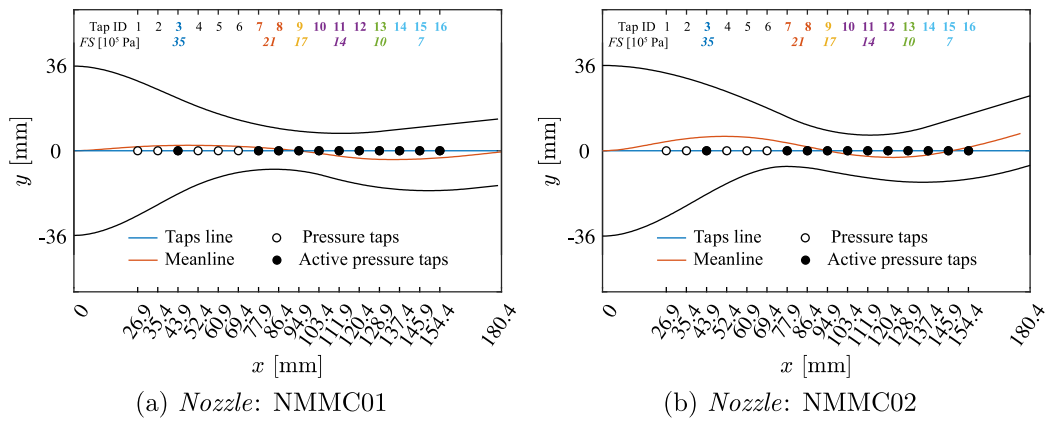 Tap ID 1 2 3 4 5 6 7 8 9 10 11 12 13 14 15 16
FS [10⁵ Pa] 35 21 17 14 10 7
36
0
-36
y [mm]
Taps line
Pressure taps
Meanline
Active pressure taps
0 26.9 35.4 43.9 52.4 60.9 69.4 77.9 86.4 94.9 103.4 111.9 120.4 128.9 137.4 145.9 154.4 180.4
x [mm]
(a) Nozzle: NMMC01
Tap ID 1 2 3 4 5 6 7 8 9 10 11 12 13 14 15 16
FS [10⁵ Pa] 35 21 17 14 10 7
36
0
-36
y [mm]
Taps line
Pressure taps
Meanline
Active pressure taps
0 26.9 35.4 43.9 52.4 60.9 69.4 77.9 86.4 94.9 103.4 111.9 120.4 128.9 137.4 145.9 154.4 180.4
x [mm]
(b) Nozzle: NMMC02